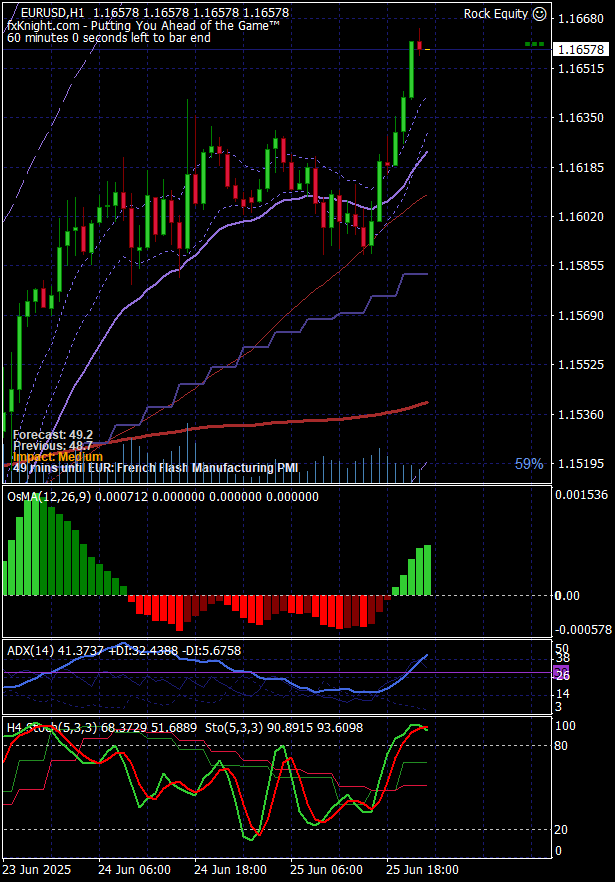 EURUSD,H1 1.16578 1.16578 1.16578 1.16578
Rock Equity ☺
fxKnight.com - Putting You Ahead of the Game™
60 minutes 0 seconds left to bar end
1.16680
1.16578
1.16515
1.16350
1.16185
1.16020
1.15855
1.15690
1.15525
1.15360
1.15195
Forecast: 49.2
Previous: 48.7
Impact: Medium
49 mins until EUR: French Flash Manufacturing PMI
59%
OsMA(12,26,9) 0.000712 0.000000 0.000000 0.000000
0.001536
0.00
-0.000578
ADX(14) 41.3737 +DI:32.4388 -DI:5.6758
50
38
26
14
3
H4 Stoch(5,3,3) 68.3729 51.6889 Sto(5,3,3) 90.8915 93.6098
100
80
20
0
23 Jun 2025 24 Jun 06:00 24 Jun 18:00 25 Jun 06:00 25 Jun 18:00